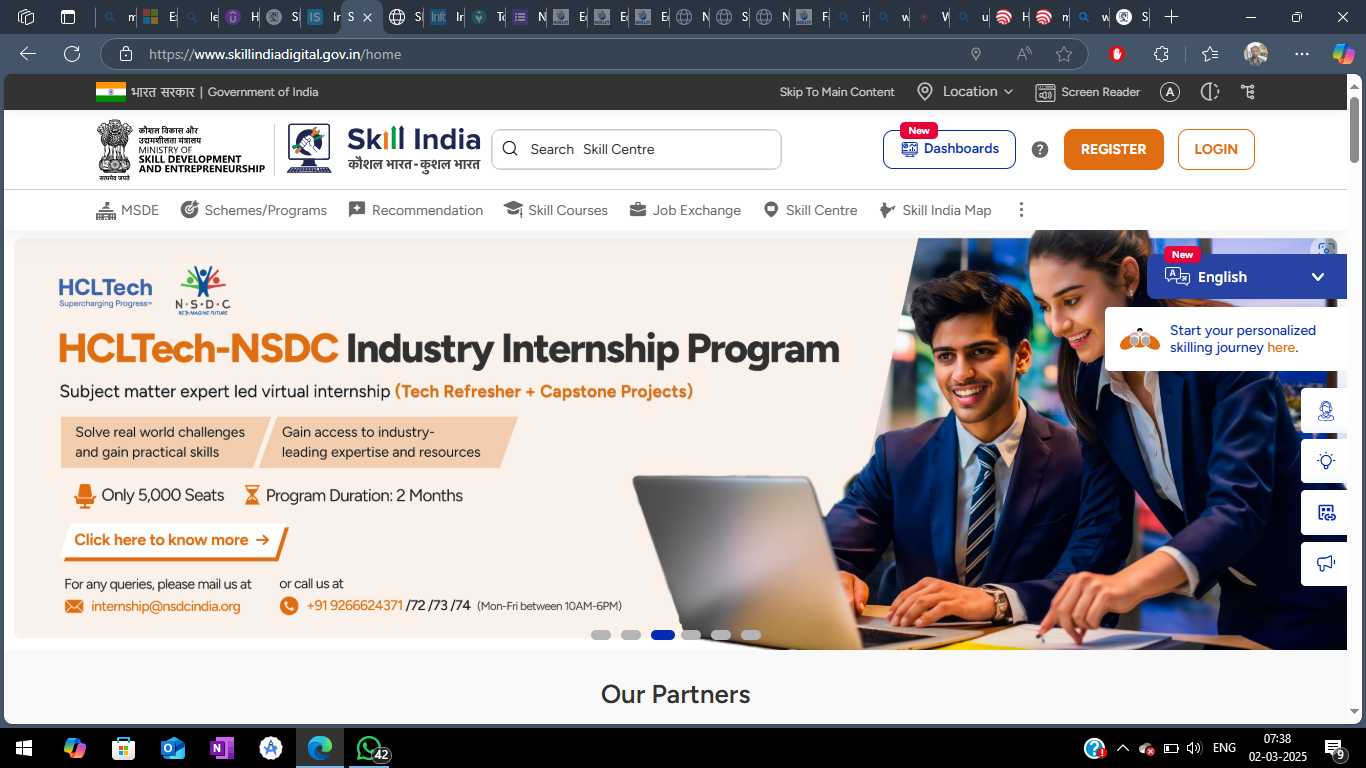 https://www.skillindiadigital.gov.in/home
भारत सरकार | Government of India
Skip To Main Content
Location
Screen Reader
A
कौशल विकास और
उद्यमशीलता मंत्रालय
MINISTRY OF
SKILL DEVELOPMENT
AND ENTREPRENEURSHIP
सत्यमेव जयते
Skill India
कौशल भारत - कुशल भारत
Search Skill Centre
New
Dashboards
?
REGISTER
LOGIN
MSDE
Schemes/Programs
Recommendation
Skill Courses
Job Exchange
Skill Centre
Skill India Map
HCLTech
Supercharging Progress™
N·S·D·C
RE-IMAGINE FUTURE
HCLTech-NSDC Industry Internship Program
Subject matter expert led virtual internship (Tech Refresher + Capstone Projects)
Solve real world challenges
and gain practical skills
Gain access to industry-
leading expertise and resources
Only 5,000 Seats
Program Duration: 2 Months
Click here to know more →
For any queries, please mail us at
internship@nsdcindia.org
or call us at
+91 9266624371 /72 /73 /74 (Mon-Fri between 10AM-6PM)
New
English
Start your personalized
skilling journey here.
Our Partners
42
ENG
07:38
02-03-2025
9